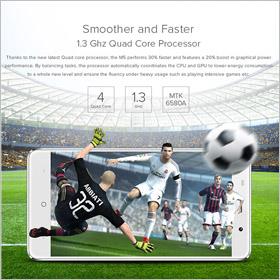 Smoother and Faster
1.3 Ghz Quad Core Processor
Thanks to the new latest Quad core processor, the M5 performs 30% faster and features a 20% boost in graphical power
performance. By balancing tasks, the processor automatically coordinates the CPU and GPU to lower energy consumption
to a whole new level and ensure the fluency under heavy usage such as playing intensive games etc.
4
Quad Core
1.3
GHz
MTK
6580A
ABBIATI
32